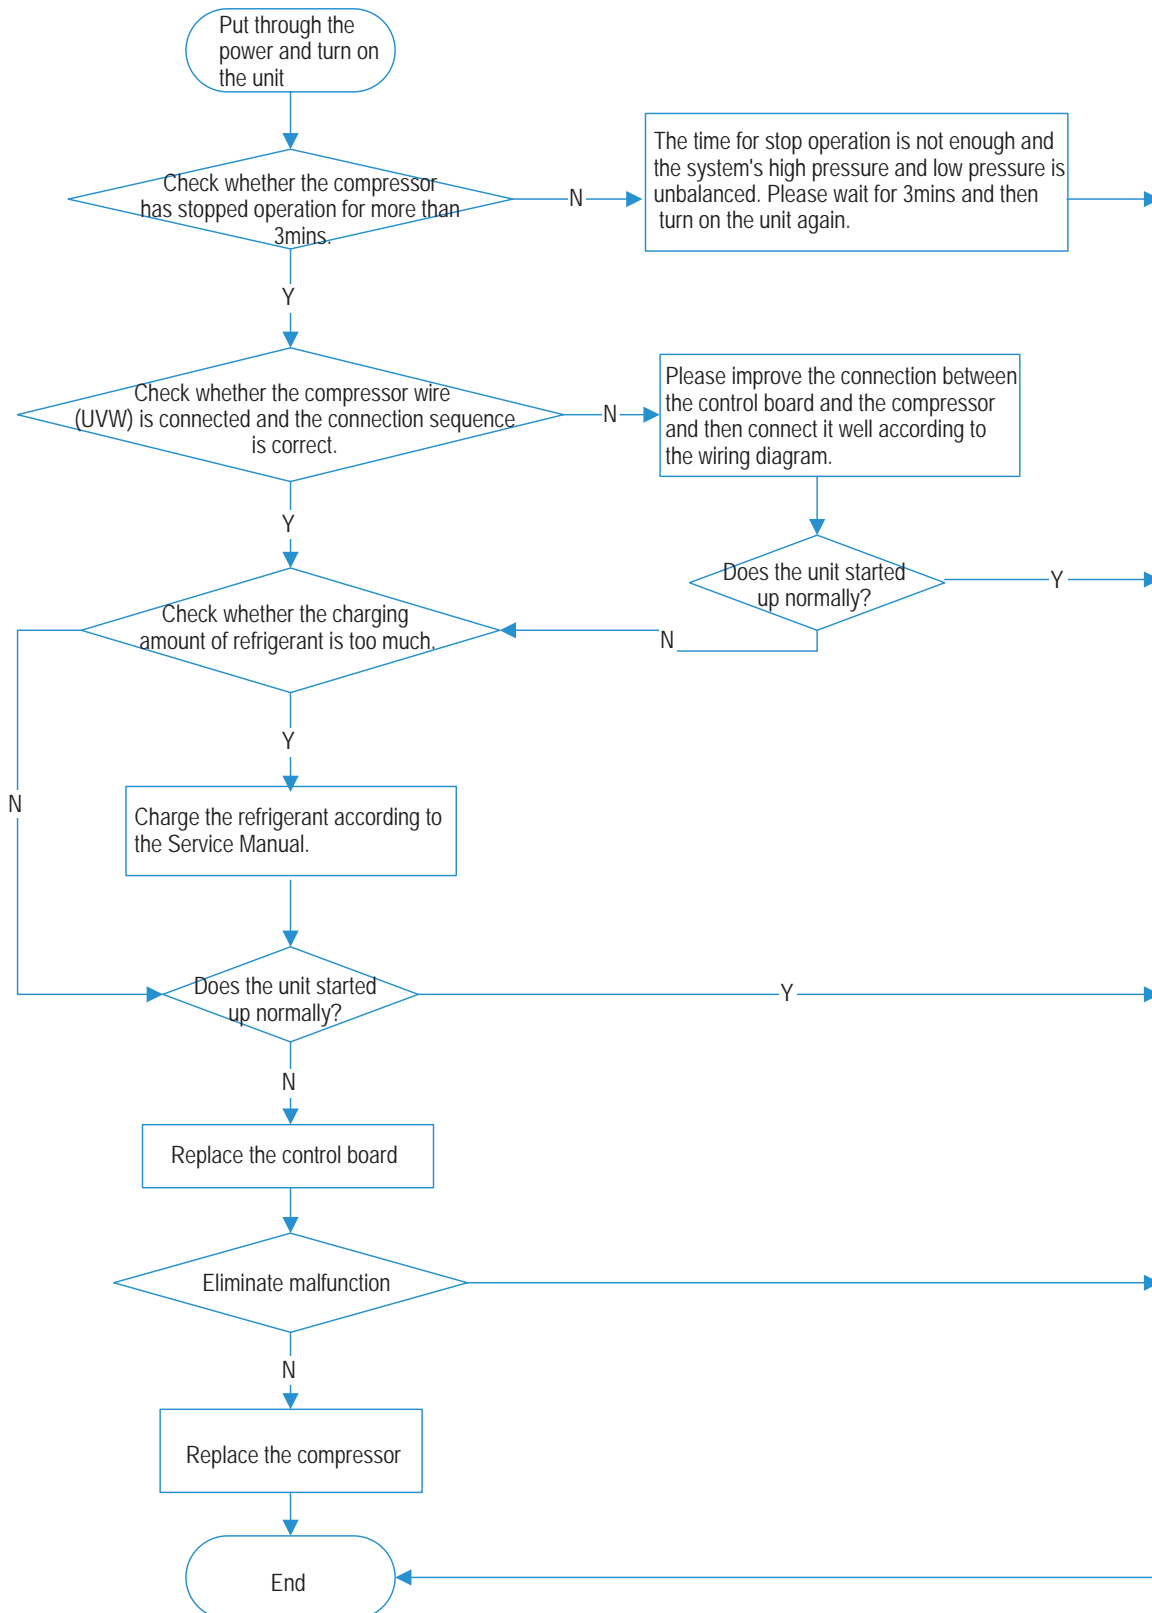 Put through the
power and turn on
the unit
Check whether the compressor
has stopped operation for more than
3mins.
N
The time for stop operation is not enough and
the system's high pressure and low pressure is
unbalanced. Please wait for 3mins and then
turn on the unit again.
Y
Check whether the compressor wire
(UVW) is connected and the connection sequence
is correct.
N
Please improve the connection between
the control board and the compressor
and then connect it well according to
the wiring diagram.
Y
Does the unit started
up normally?
Y
Check whether the charging
amount of refrigerant is too much.
N
Y
N
Charge the refrigerant according to
the Service Manual.
Does the unit started
up normally?
Y
N
Replace the control board
Eliminate malfunction
N
Replace the compressor
End